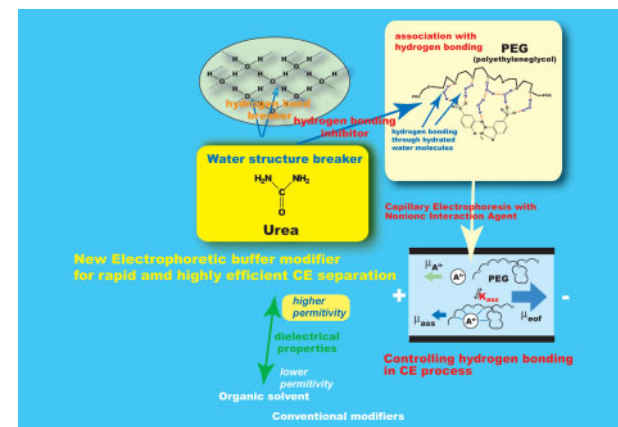 H H H H
hydrogen bond
breaker
hydrogen bonding
inhibitor
association with
hydrogen bonding
PEG
(polyethyleneglycol)
hydrogen bonding
through hydrated
water molecules
Water structure breaker
H₂N NH₂
C
O
Urea
Capillary Electrophoresis with
Nonionc Interaction Agent
New Electrophoretic buffer modifier
for rapid amd highly efficient CE separation
higher
permitivity
dielectrical
properties
lower
permitivity
Organic solvent
Conventional modifiers
+
-
PEG
μass
μeof
Controlling hydrogen bonding
in CE process